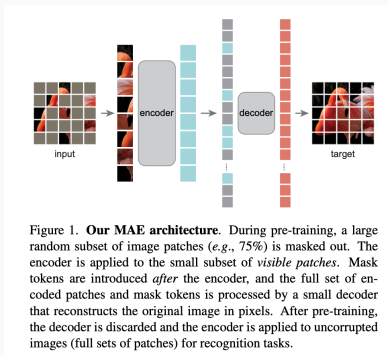 encoder
decoder
input
target
Figure 1. Our MAE architecture. During pre-training, a large
random subset of image patches (e.g., 75%) is masked out. The
encoder is applied to the small subset of visible patches. Mask
tokens are introduced after the encoder, and the full set of en-
coded patches and mask tokens is processed by a small decoder
that reconstructs the original image in pixels. After pre-training,
the decoder is discarded and the encoder is applied to uncorrupted
images (full sets of patches) for recognition tasks.